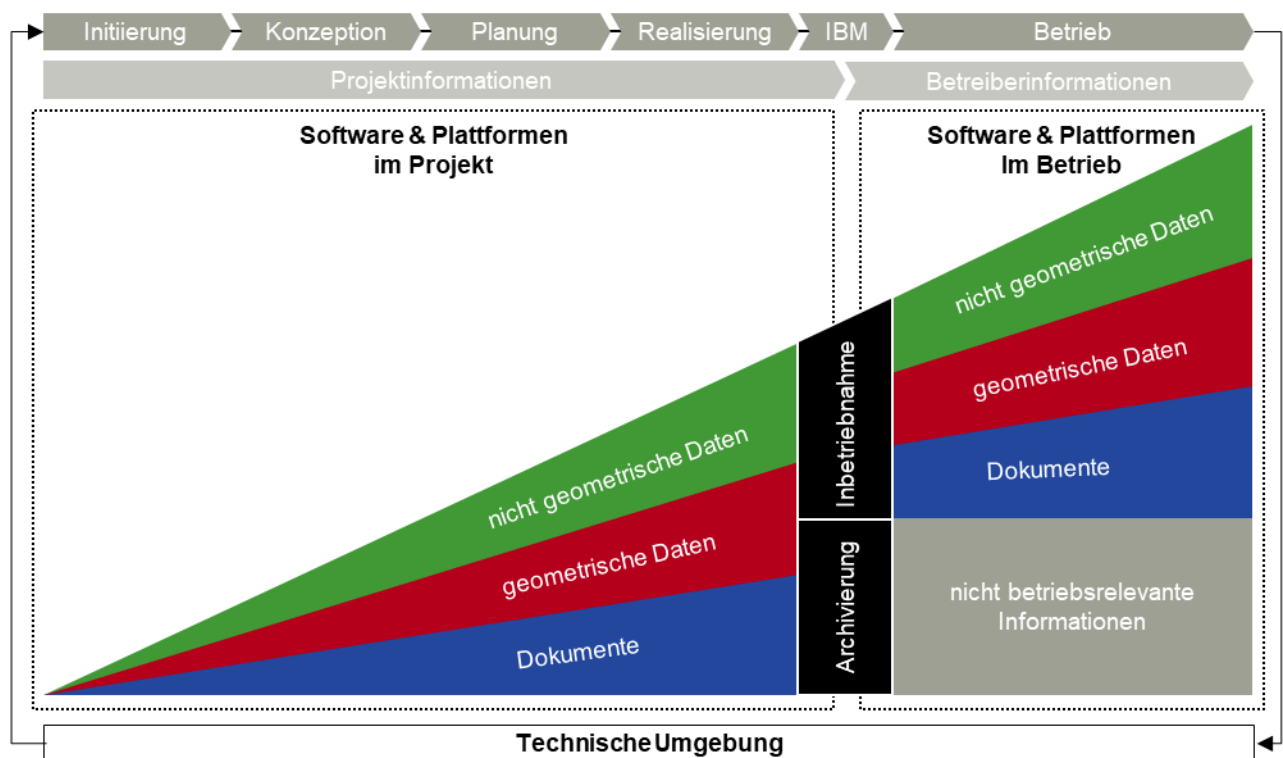 Initiierung
Konzeption
Planung
Realisierung
IBM
Betrieb
Projektinformationen
Betreiberinformationen
Software & Plattformen
im Projekt
Software & Plattformen
Im Betrieb
nicht geometrische Daten
geometrische Daten
Dokumente
Inbetriebnahme
Archivierung
nicht geometrische Daten
geometrische Daten
Dokumente
nicht betriebsrelevante
Informationen
Technische Umgebung